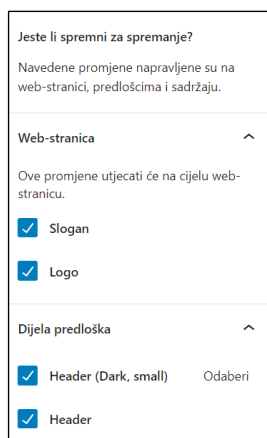 Jeste li spremni za spremanje?
Navedene promjene napravljene su na
web-stranici, predlošcima i sadržaju.
Web-stranica
Ove promjene utjecati će na cijelu web-
stranicu.
Slogan
Logo
Dijela predloška
Header (Dark, small) Odaberi
Header